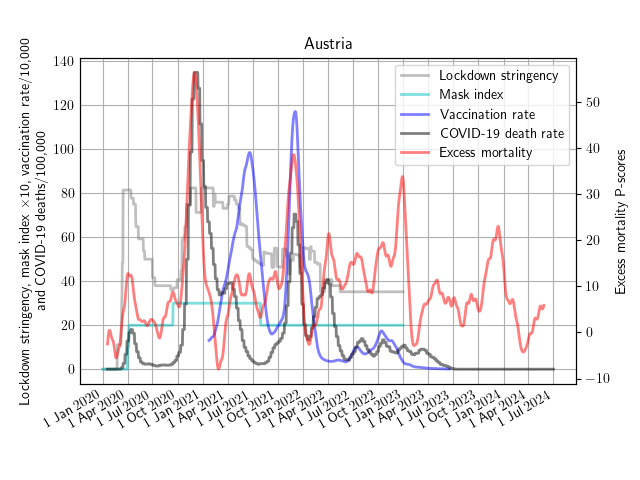 Austria
Lockdown stringency, mask index ×10, vaccination rate/10,000
and COVID-19 deaths/100,000
140
120
100
80
60
40
20
0
50
40
30
20
10
0
−10
Excess mortality P-scores
Lockdown stringency
Mask index
Vaccination rate
COVID-19 death rate
Excess mortality
1 Jan 2020
1 Apr 2020
1 Jul 2020
1 Oct 2020
1 Jan 2021
1 Apr 2021
1 Jul 2021
1 Oct 2021
1 Jan 2022
1 Apr 2022
1 Jul 2022
1 Oct 2022
1 Jan 2023
1 Apr 2023
1 Jul 2023
1 Oct 2023
1 Jan 2024
1 Apr 2024
1 Jul 2024